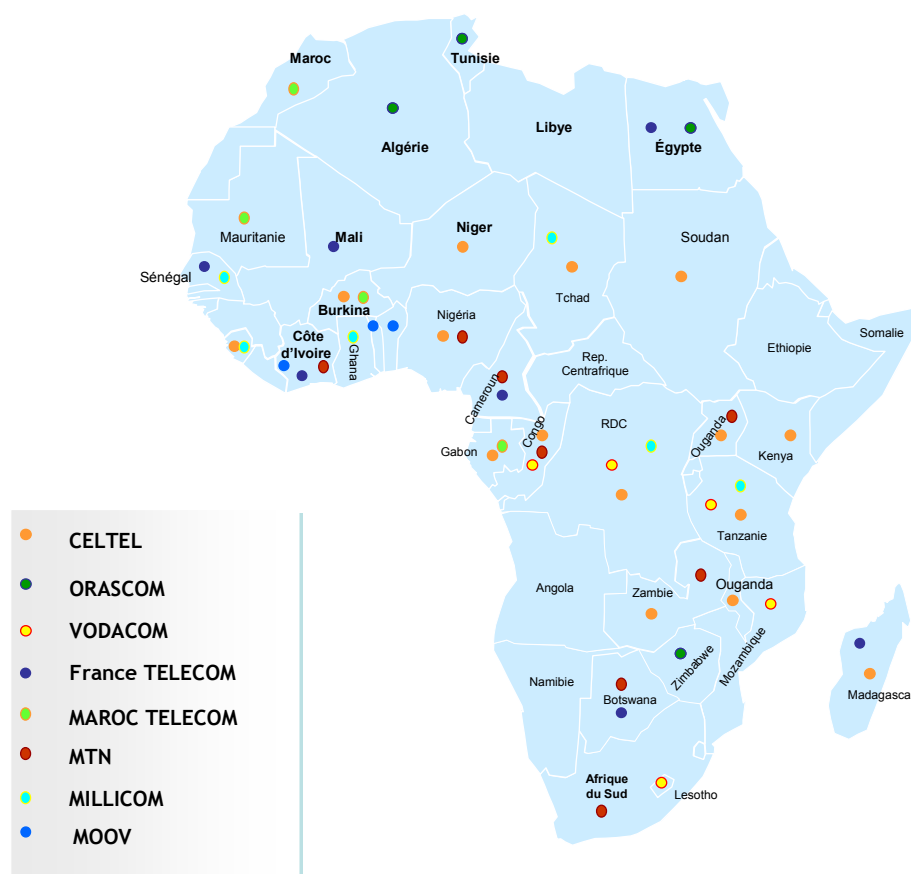 Tunisie
Maroc
Libye
Algérie
Égypte
Mauritanie
Mali
Niger
Soudan
Sénégal
Tchad
Burkina
Nigéria
Côte
d'Ivoire
Ghana
Somalie
Ethiopie
Rep.
Centrafrique
Cameroun
Congo
RDC
Ouganda
Kenya
Gabon
Tanzanie
Angola
Zambie
Ouganda
Mozambique
Zimbabwe
Namibie
Botswana
Madagasca
Afrique
du Sud
Lesotho
CELTEL
ORASCOM
VODACOM
France TELECOM
MAROC TELECOM
MTN
MILLICOM
MOOV